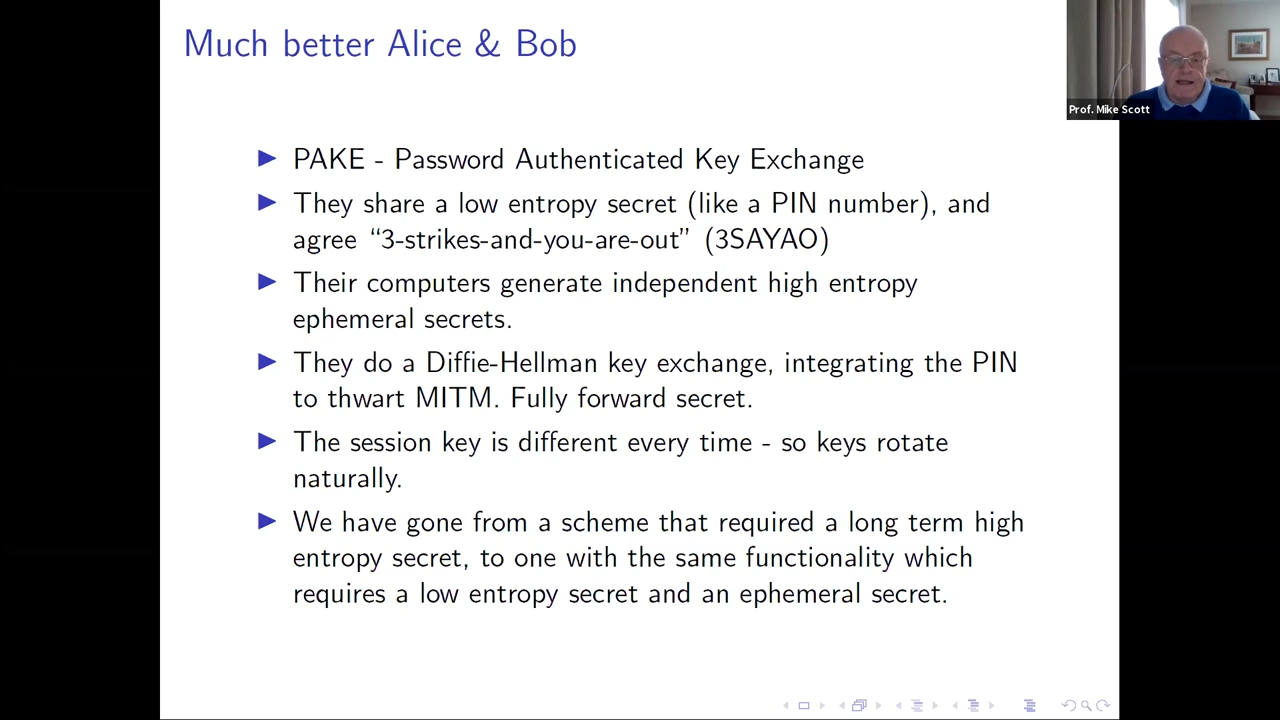 Much better Alice & Bob
Prof. Mike Scott
PAKE - Password Authenticated Key Exchange
They share a low entropy secret (like a PIN number), and
agree “3-strikes-and-you-are-out” (3SAYAO)
Their computers generate independent high entropy
ephemeral secrets.
They do a Diffie-Hellman key exchange, integrating the PIN
to thwart MITM. Fully forward secret.
The session key is different every time - so keys rotate
naturally.
We have gone from a scheme that required a long term high
entropy secret, to one with the same functionality which
requires a low entropy secret and an ephemeral secret.